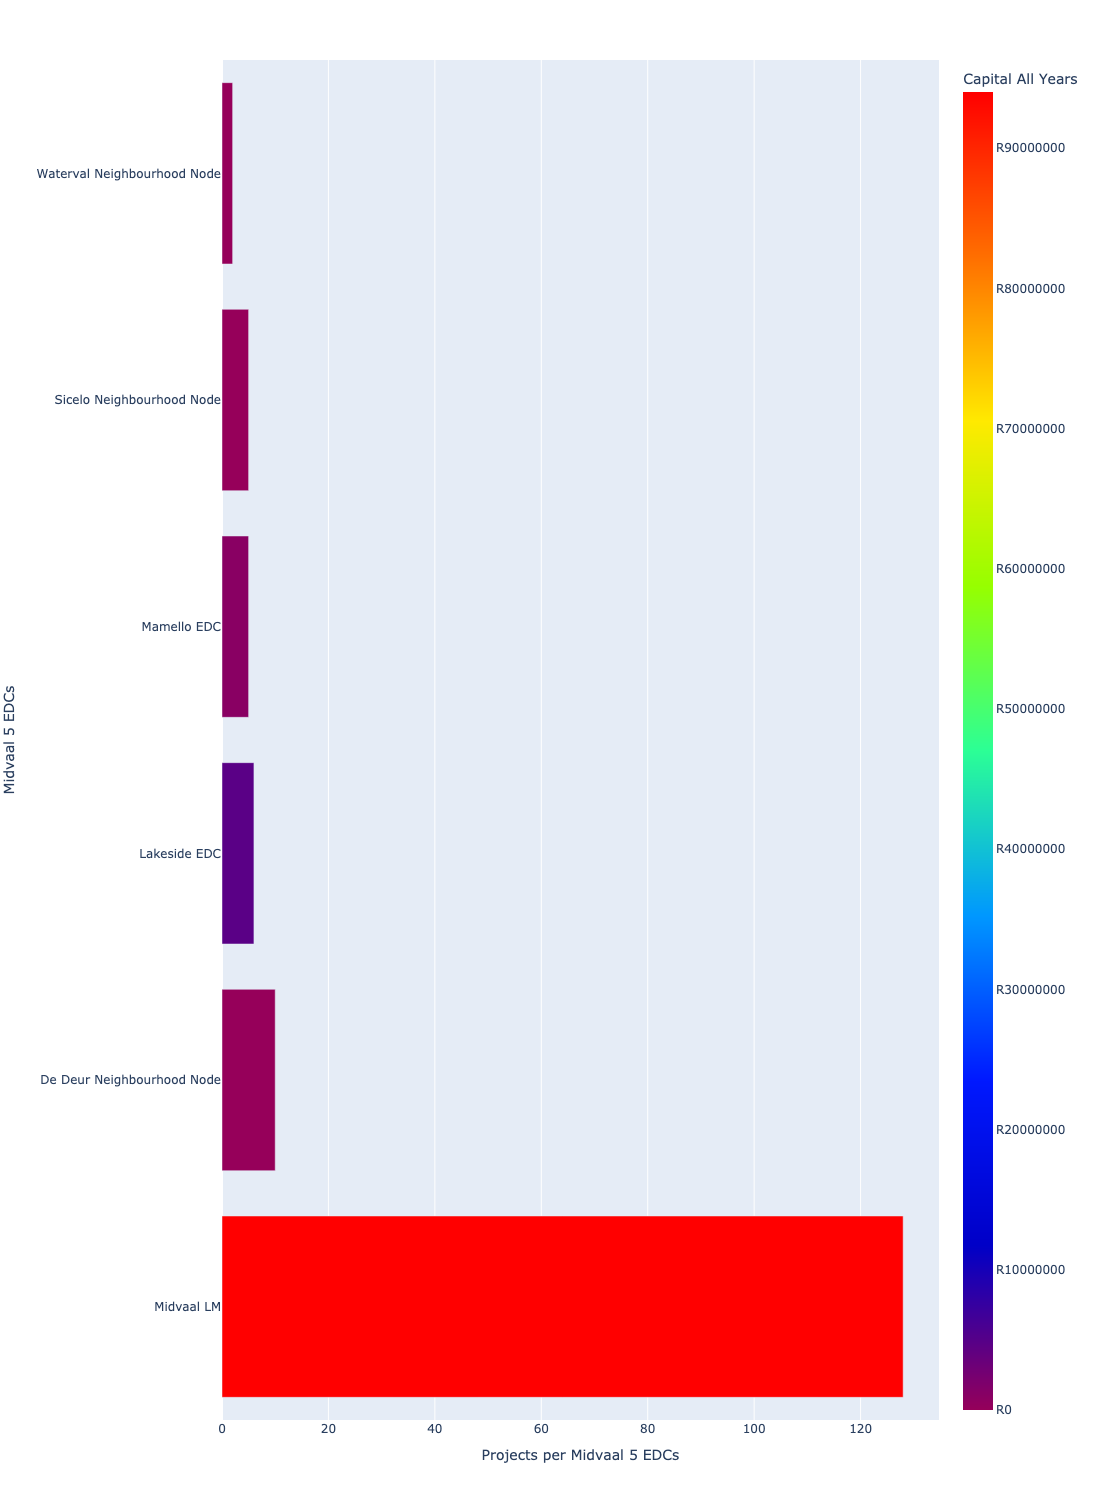 Capital All Years
R90000000
R80000000
R70000000
R60000000
R50000000
R40000000
R30000000
R20000000
R10000000
R0
Midvaal 5 EDCs
Waterval Neighbourhood Node
Sicelo Neighbourhood Node
Mamello EDC
Lakeside EDC
De Deur Neighbourhood Node
Midvaal LM
0 20 40 60 80 100 120
Projects per Midvaal 5 EDCs